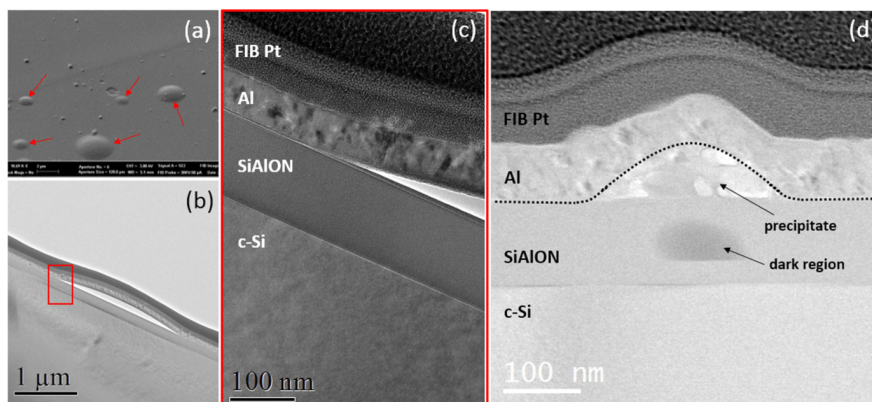 (a)
(b)
1 μm
(c)
FIB Pt
Al
SiAlON
c-Si
100 nm
(d)
FIB Pt
Al
precipitate
SiAlON
dark region
c-Si
100 nm